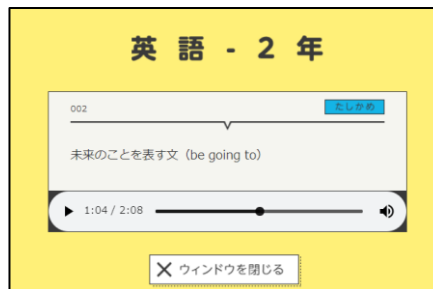 英語-2年
002
たしかめ
未来のことを表す文（be going to）
1:04 / 2:08
ウィンドウを閉じる